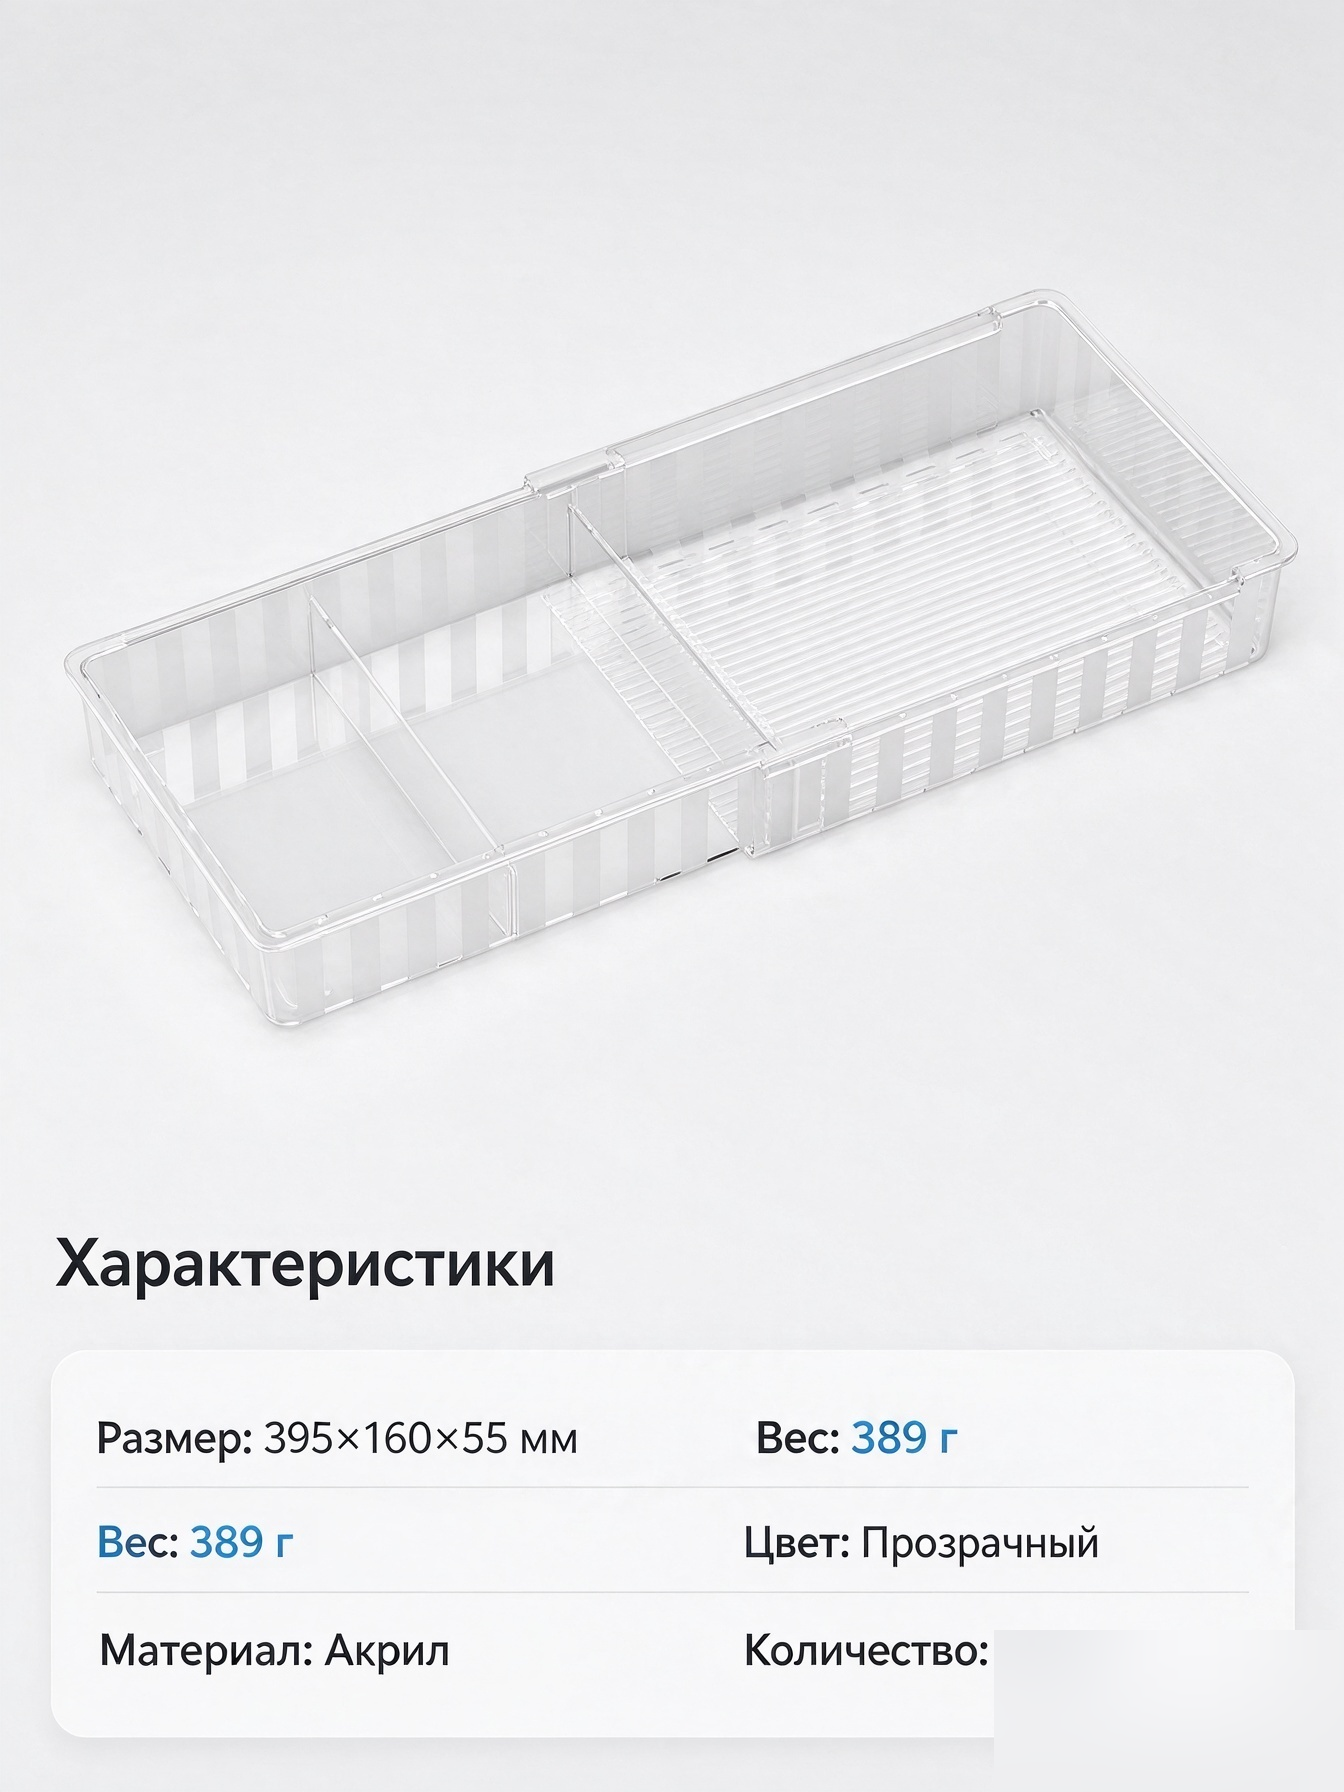 Характеристики
Размер: 395×160×55 мм
Вес: 389 г
Вес: 389 г
Цвет: Прозрачный
Материал: Акрил
Количество: